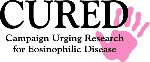 CURED
Campaign Urging Research
for Eosinophilic Disease